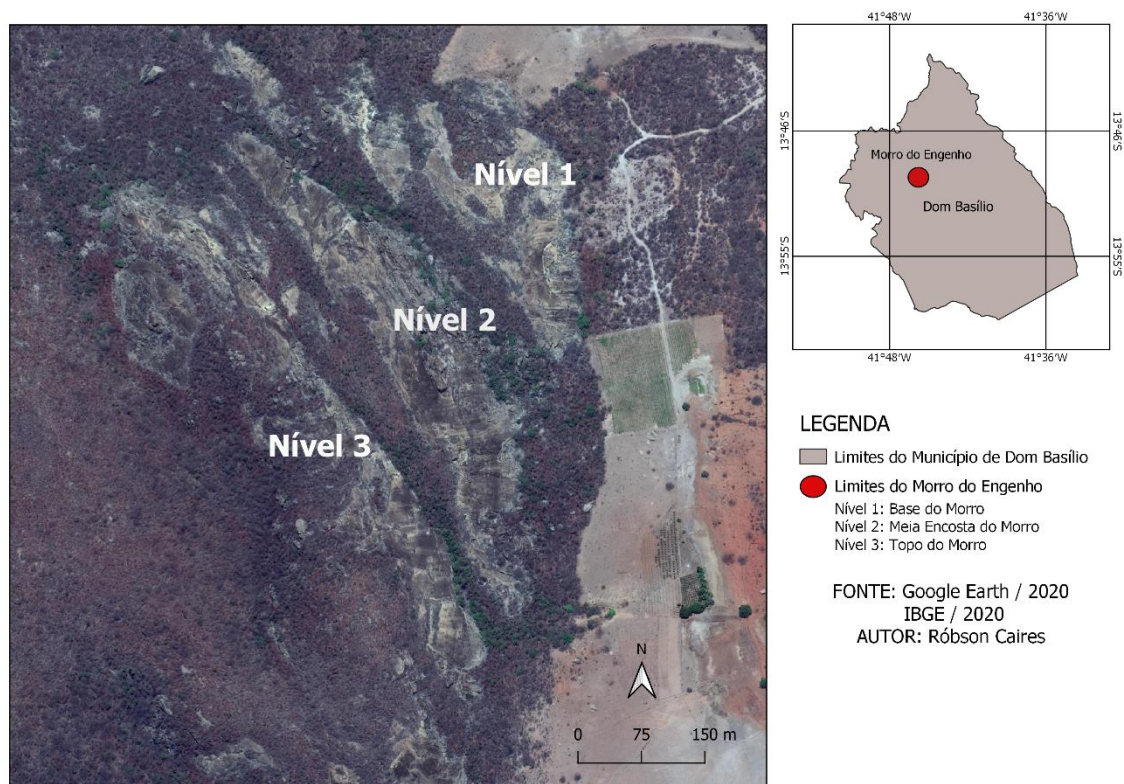 Nível 1
Nível 2
Nível 3
N
0 75 150 m
41°48'W 41°36'W
13°46'S 13°46'S
Morro do Engenho
Dom Basílio
13°55'S 13°55'S
41°48'W 41°36'W
LEGENDA
Limites do Município de Dom Basílio
Limites do Morro do Engenho
Nível 1: Base do Morro
Nível 2: Meia Encosta do Morro
Nível 3: Topo do Morro
FONTE: Google Earth / 2020
IBGE / 2020
AUTOR: Róbson Caires